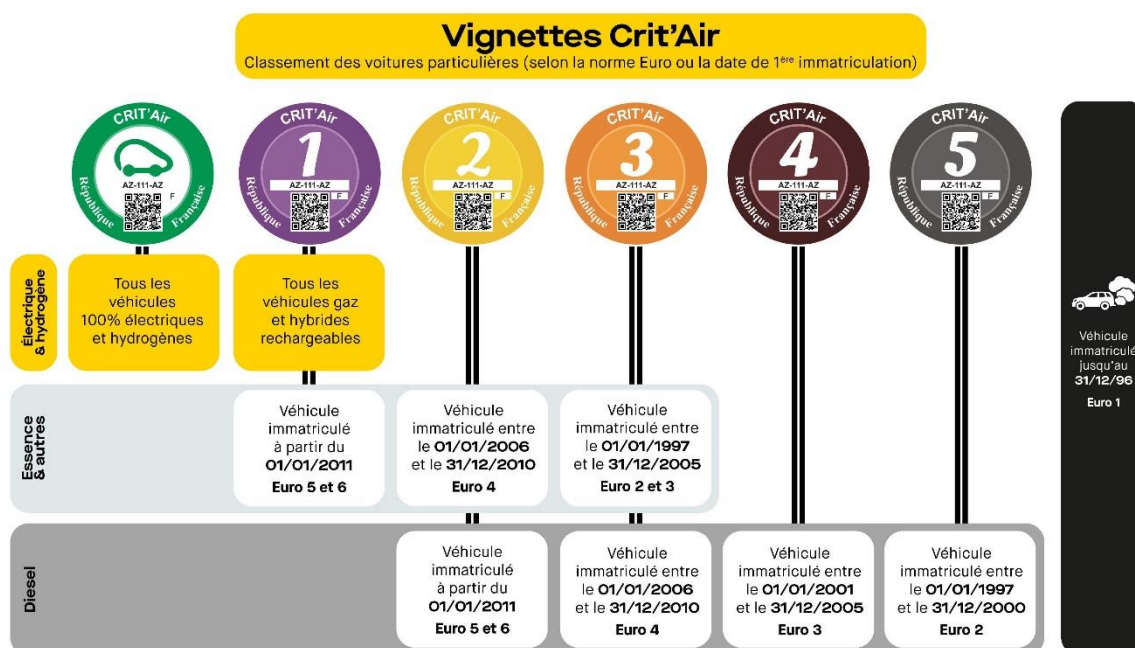 Vignettes Crit'Air
Classement des voitures particulières (selon la norme Euro ou la date de 1ère immatriculation)
CRIT'Air
AZ-111-AZ
F
République Française
CRIT'Air
1
AZ-111-AZ
F
République Française
CRIT'Air
2
AZ-111-AZ
F
République Française
CRIT'Air
3
AZ-111-AZ
F
République Française
CRIT'Air
4
AZ-111-AZ
F
République Française
CRIT'Air
5
AZ-111-AZ
F
République Française
Électrique
& hydrogène
Tous les
véhicules
100% électriques
et hydrogènes
Tous les
véhicules gaz
et hybrides
rechargeables
Essence
& autres
Véhicule
immatriculé
à partir du
01/01/2011
Euro 5 et 6
Véhicule
immatriculé entre
le 01/01/2006
et le 31/12/2010
Euro 4
Véhicule
immatriculé entre
le 01/01/1997
et le 31/12/2005
Euro 2 et 3
Diesel
Véhicule
immatriculé
à partir du
01/01/2011
Euro 5 et 6
Véhicule
immatriculé entre
le 01/01/2006
et le 31/12/2010
Euro 4
Véhicule
immatriculé entre
le 01/01/2001
et le 31/12/2005
Euro 3
Véhicule
immatriculé entre
le 01/01/1997
et le 31/12/2000
Euro 2
Véhicule
immatriculé
jusqu'au
31/12/96
Euro 1